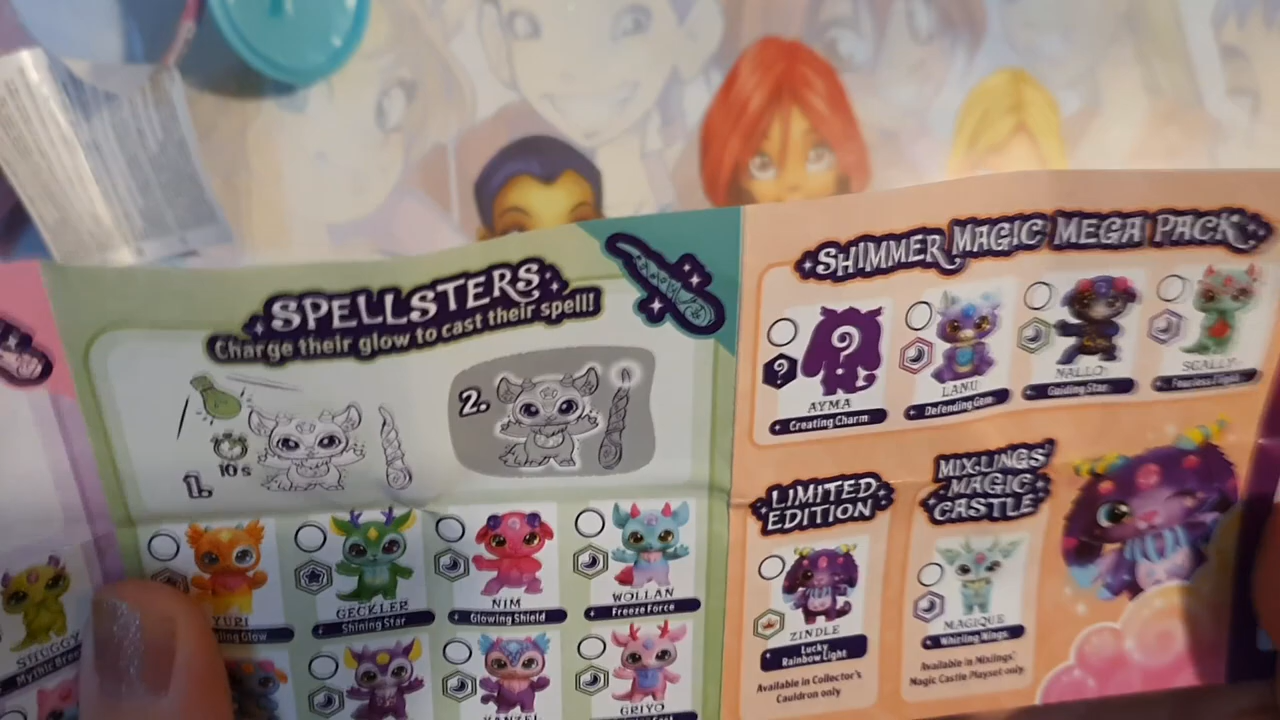 SPELLSTERS
Charge their glow to cast their spell!
1.
10 s
2.
YURI
GECKLER
Shining Star
NIM
Glowing Shield
WOLLAN
Freeze Force
GRIYO
SHUGGY
SHIMMER MAGIC MEGA PACK
?
?
AYMA
Creating Charm
LANU
Defending Gem
NALLO
Guiding Star
SCALLY
Fearless Fight
LIMITED
EDITION
ZINDLE
Lucky
Rainbow Light
Available in Collector's
Cauldron only
MIXLINGS'
MAGIC
CASTLE
MAGIQUE
Whirling Wings
Available in Mixlings'
Magic Castle Playset only